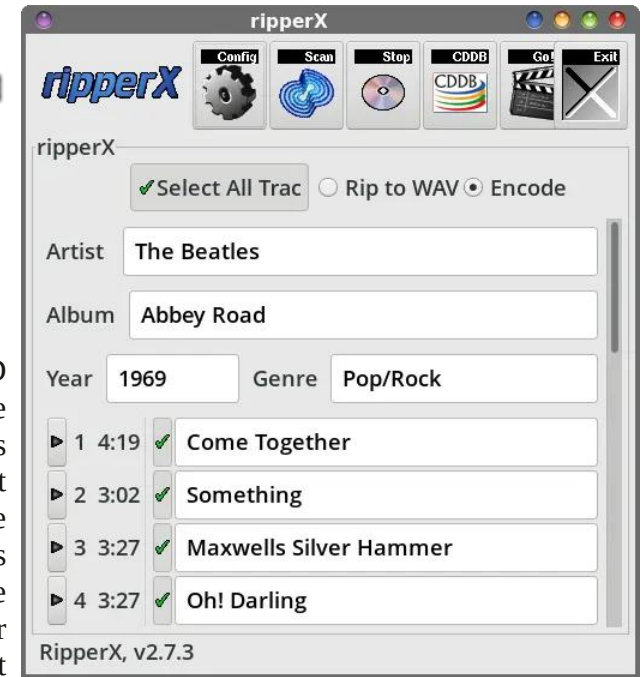 ripperX
ripperX Config Scan Stop CDDB Go! Exit
CDDB
ripperX
Select All Trac Rip to WAV Encode
Artist The Beatles
Album Abbey Road
Year 1969 Genre Pop/Rock
1 4:19 Come Together
2 3:02 Something
3 3:27 Maxwells Silver Hammer
4 3:27 Oh! Darling
RipperX, v2.7.3